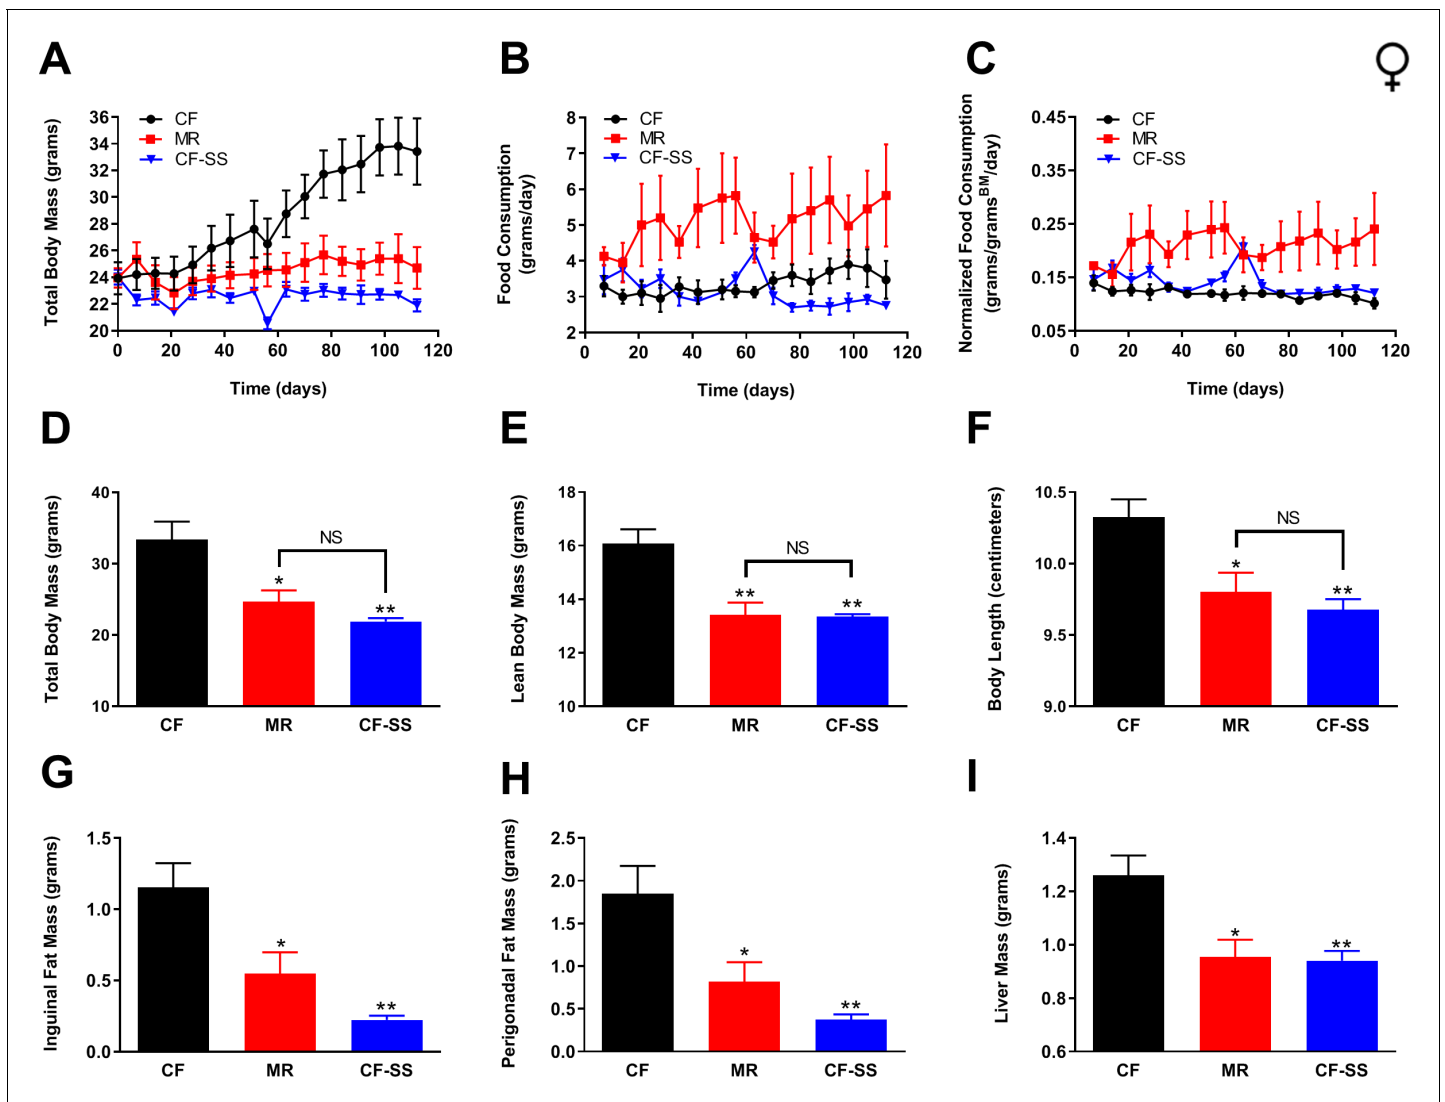 A
Total Body Mass (grams)
36
34
32
30
28
26
24
22
20
0
20
40
60
80
100
120
Time (days)
CF
MR
CF-SS
B
Food Consumption
(grams/day)
8
7
6
5
4
3
2
0
20
40
60
80
100
120
Time (days)
CF
MR
CF-SS
C
Normalized Food Consumption
(grams/grams^BM/day)
0.45
0.35
0.25
0.15
0.05
0
20
40
60
80
100
120
Time (days)
CF
MR
CF-SS
♀
D
Total Body Mass (grams)
40
30
20
10
NS
*
**
CF
MR
CF-SS
E
Lean Body Mass (grams)
18
16
14
12
10
NS
**
**
CF
MR
CF-SS
F
Body Length (centimeters)
10.5
10.0
9.5
9.0
NS
*
**
CF
MR
CF-SS
G
Inguinal Fat Mass (grams)
1.5
1.0
0.5
0.0
*
**
CF
MR
CF-SS
H
Perigonadal Fat Mass (grams)
2.5
2.0
1.5
1.0
0.5
0.0
*
**
CF
MR
CF-SS
I
Liver Mass (grams)
1.4
1.2
1.0
0.8
0.6
*
**
CF
MR
CF-SS